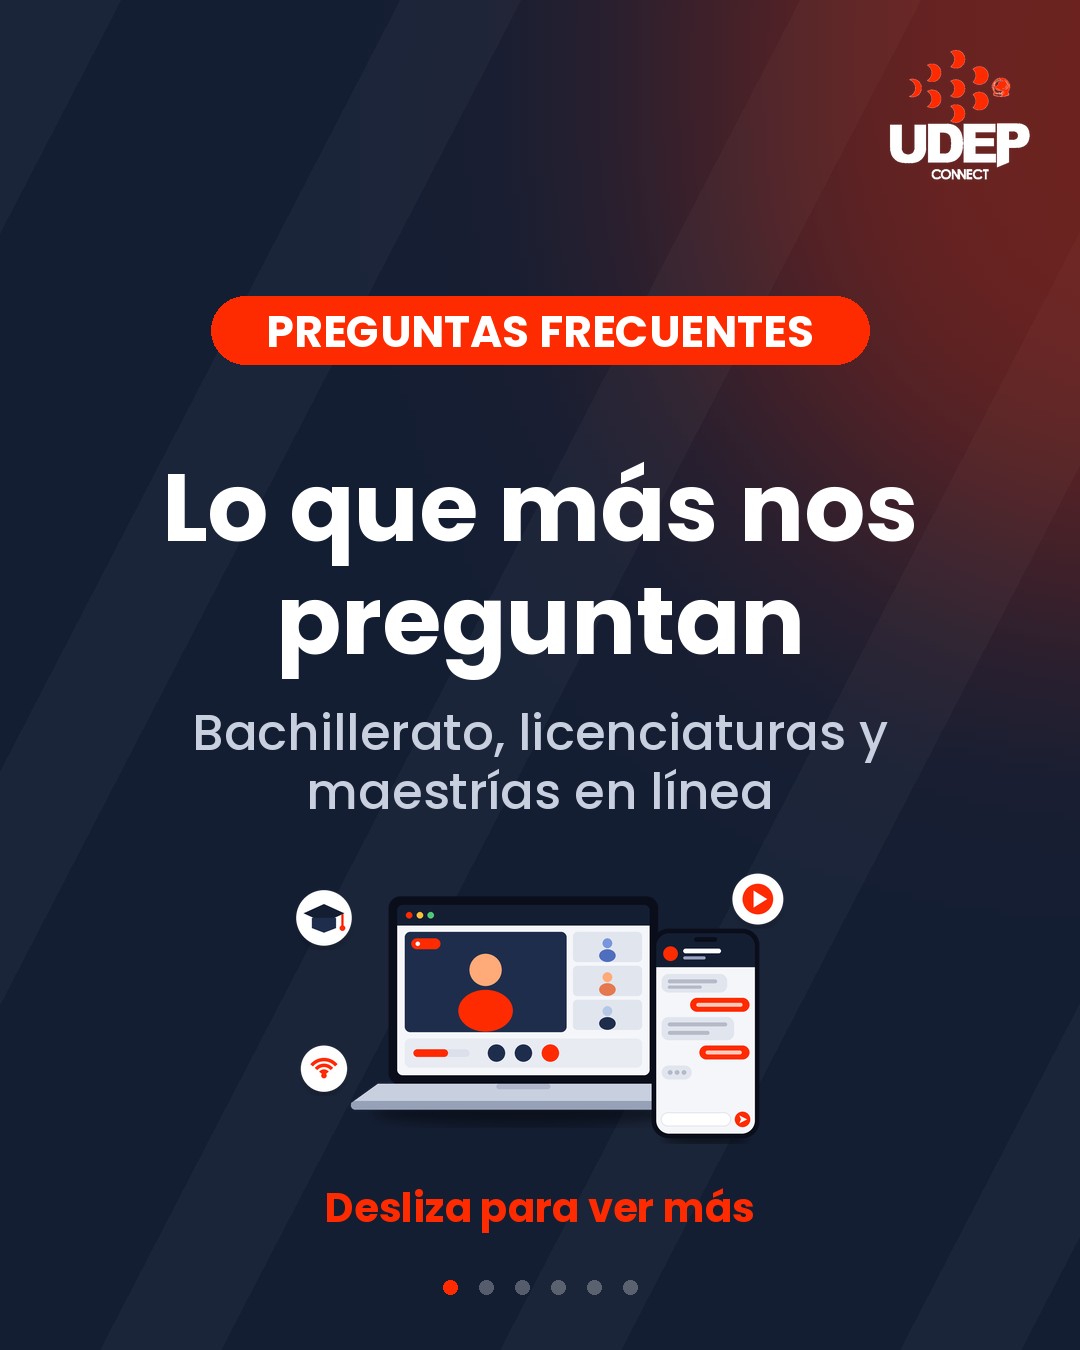 UDEP
CONNECT
PREGUNTAS FRECUENTES
Lo que más nos
preguntan
Bachillerato, licenciaturas y
maestrías en línea
Desliza para ver más